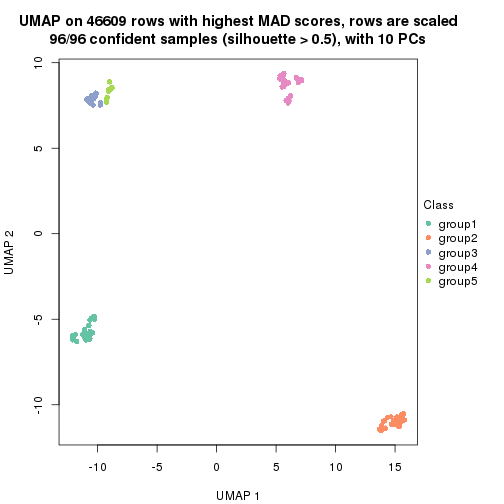 UMAP on 46609 rows with highest MAD scores, rows are scaled
96/96 confident samples (silhouette > 0.5), with 10 PCs
10
5
0
-5
-10
UMAP 2
-10
-5
0
5
10
15
UMAP 1
Class
group1
group2
group3
group4
group5